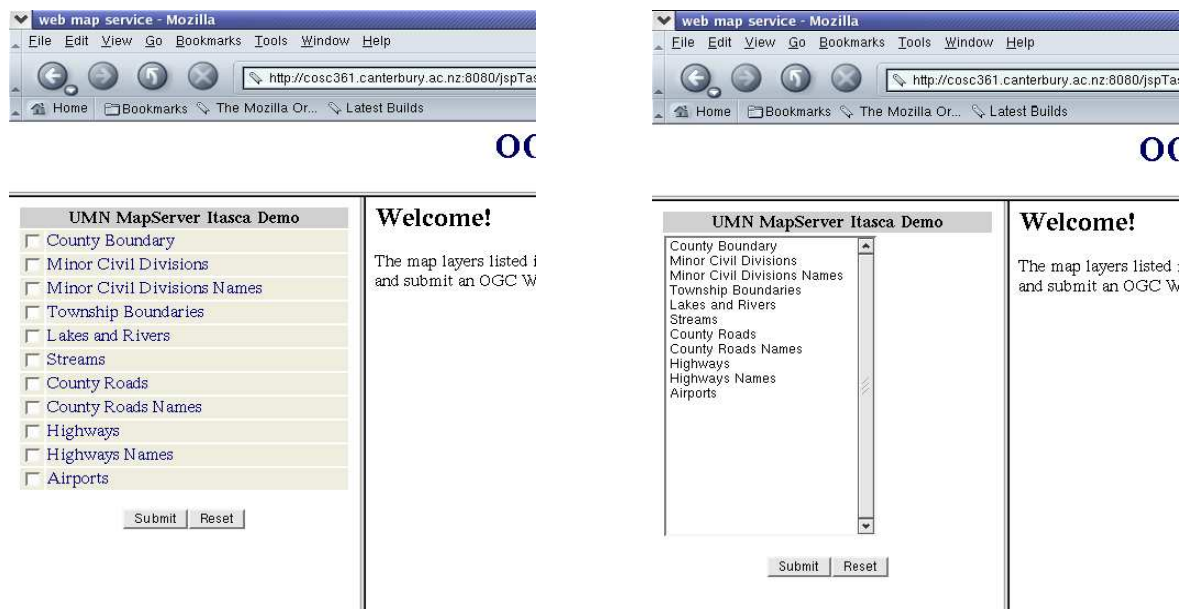 web map service - Mozilla
File Edit View Go Bookmarks Tools Window Help
http://cosc361.canterbury.ac.nz:8080/jspTas
Home Bookmarks The Mozilla Or... Latest Builds
OC
UMN MapServer Itasca Demo
County Boundary
Minor Civil Divisions
Minor Civil Divisions Names
Township Boundaries
Lakes and Rivers
Streams
County Roads
County Roads Names
Highways
Highways Names
Airports
Submit Reset
Welcome!
The map layers listed
and submit an OGC W
web map service - Mozilla
File Edit View Go Bookmarks Tools Window Help
http://cosc361.canterbury.ac.nz:8080/jspTas
Home Bookmarks The Mozilla Or... Latest Builds
OC
UMN MapServer Itasca Demo
County Boundary
Minor Civil Divisions
Minor Civil Divisions Names
Township Boundaries
Lakes and Rivers
Streams
County Roads
County Roads Names
Highways
Highways Names
Airports
Submit Reset
Welcome!
The map layers listed
and submit an OGC W